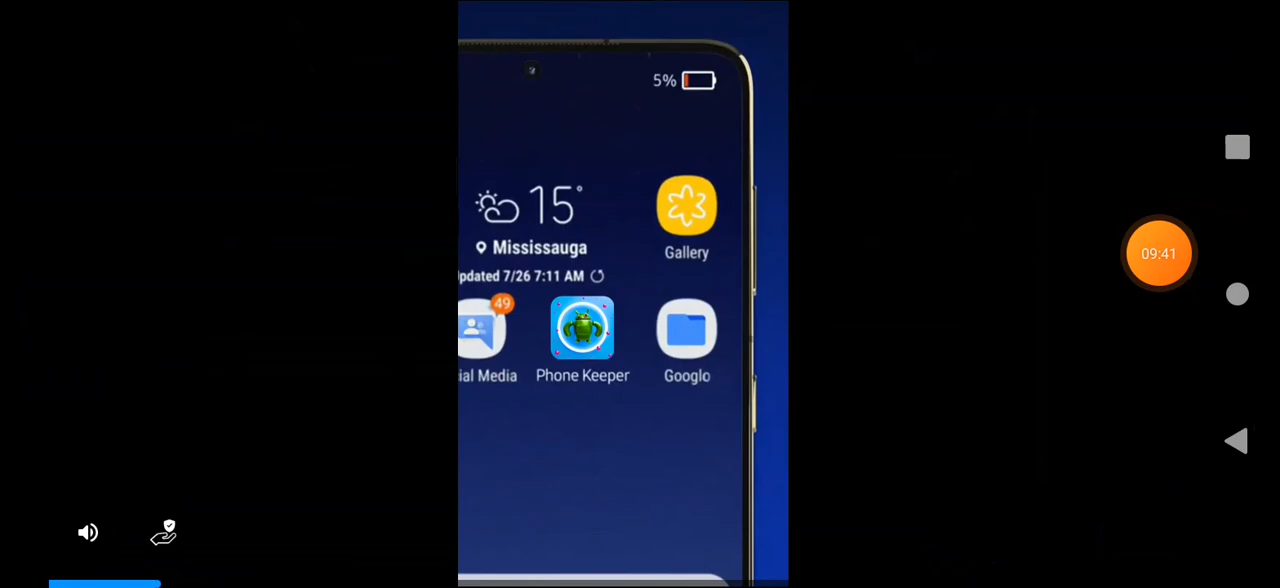 5%
15°
Mississauga
pdated 7/26 7:11 AM
49
ial Media
Phone Keeper
Googlo
Gallery
09:41